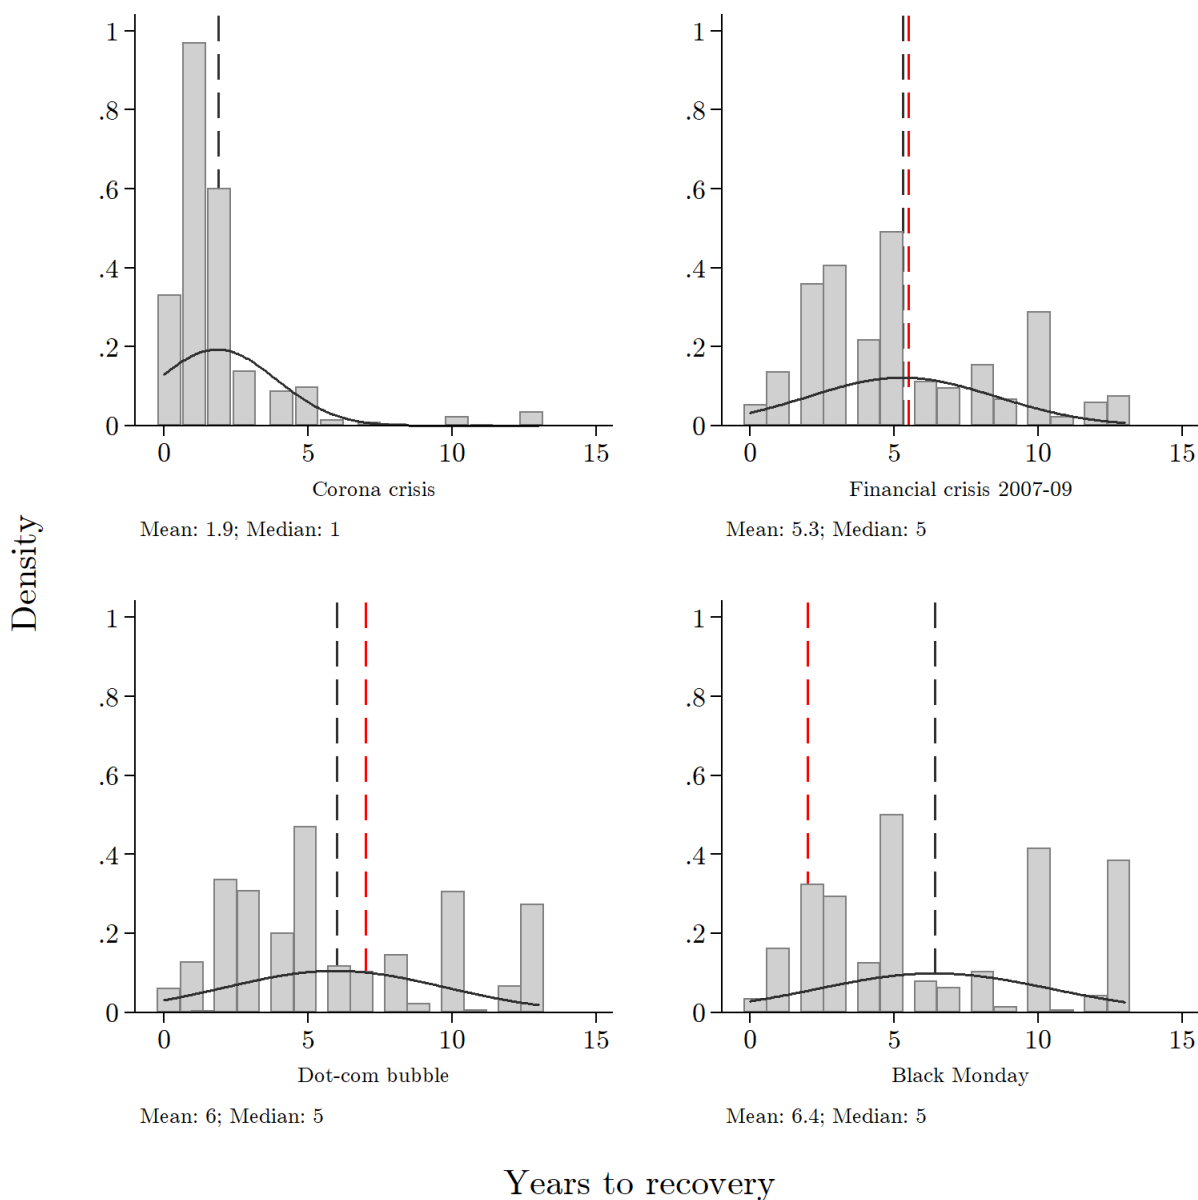 1
.8
.6
.4
.2
0
0 5 10 15
Corona crisis
Mean: 1.9; Median: 1
1
.8
.6
.4
.2
0
0 5 10 15
Financial crisis 2007-09
Mean: 5.3; Median: 5
Density
1
.8
.6
.4
.2
0
0 5 10 15
Dot-com bubble
Mean: 6; Median: 5
1
.8
.6
.4
.2
0
0 5 10 15
Black Monday
Mean: 6.4; Median: 5
Years to recovery